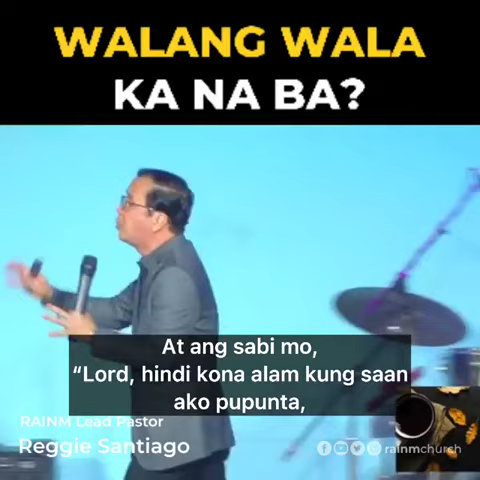 WALANG WALA
KA NA BA?
At ang sabi mo,
“Lord, hindi kona alam kung saan
ako pupunta,
RAINM Lead Pastor
Reggie Santiago
rainmchurch